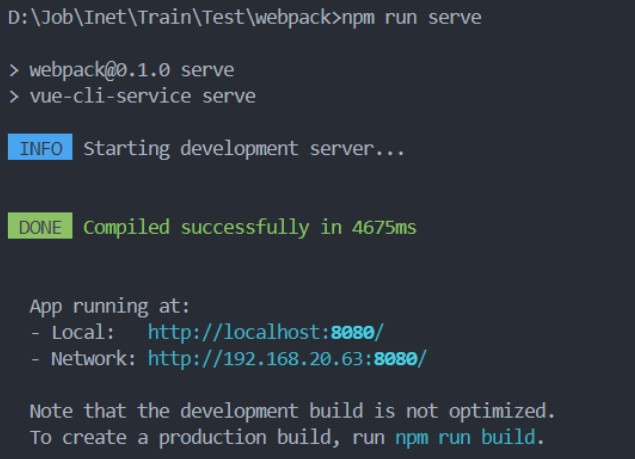 D:\Job\Inet\Train\Test\webpack>npm run serve
> webpack@0.1.0 serve
> vue-cli-service serve
INFO Starting development server...
DONE Compiled successfully in 4675ms
App running at:
- Local: http://localhost:8080/
- Network: http://192.168.20.63:8080/
Note that the development build is not optimized.
To create a production build, run npm run build.